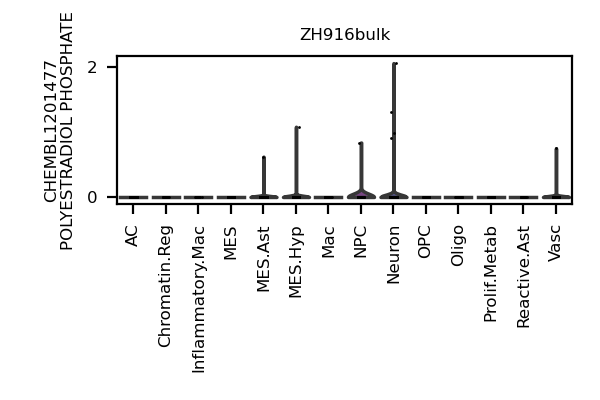 ZH916bulk
CHEMBL1201477
POLYESTRADIOL PHOSPHATE
2
0
AC
Chromatin.Reg
Inflammatory.Mac
MES
MES.Ast
MES.Hyp
Mac
NPC
Neuron
OPC
Oligo
Prolif.Metab
Reactive.Ast
Vasc